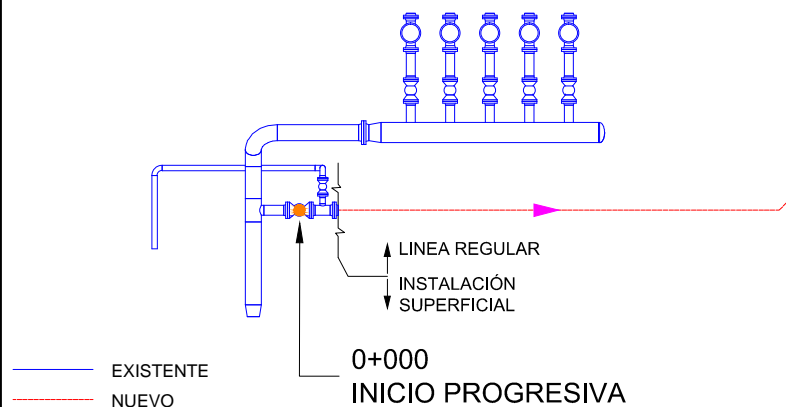 LINEA REGULAR
INSTALACIÓN
SUPERFICIAL
0+000
INICIO PROGRESIVA
EXISTENTE
NUEVO